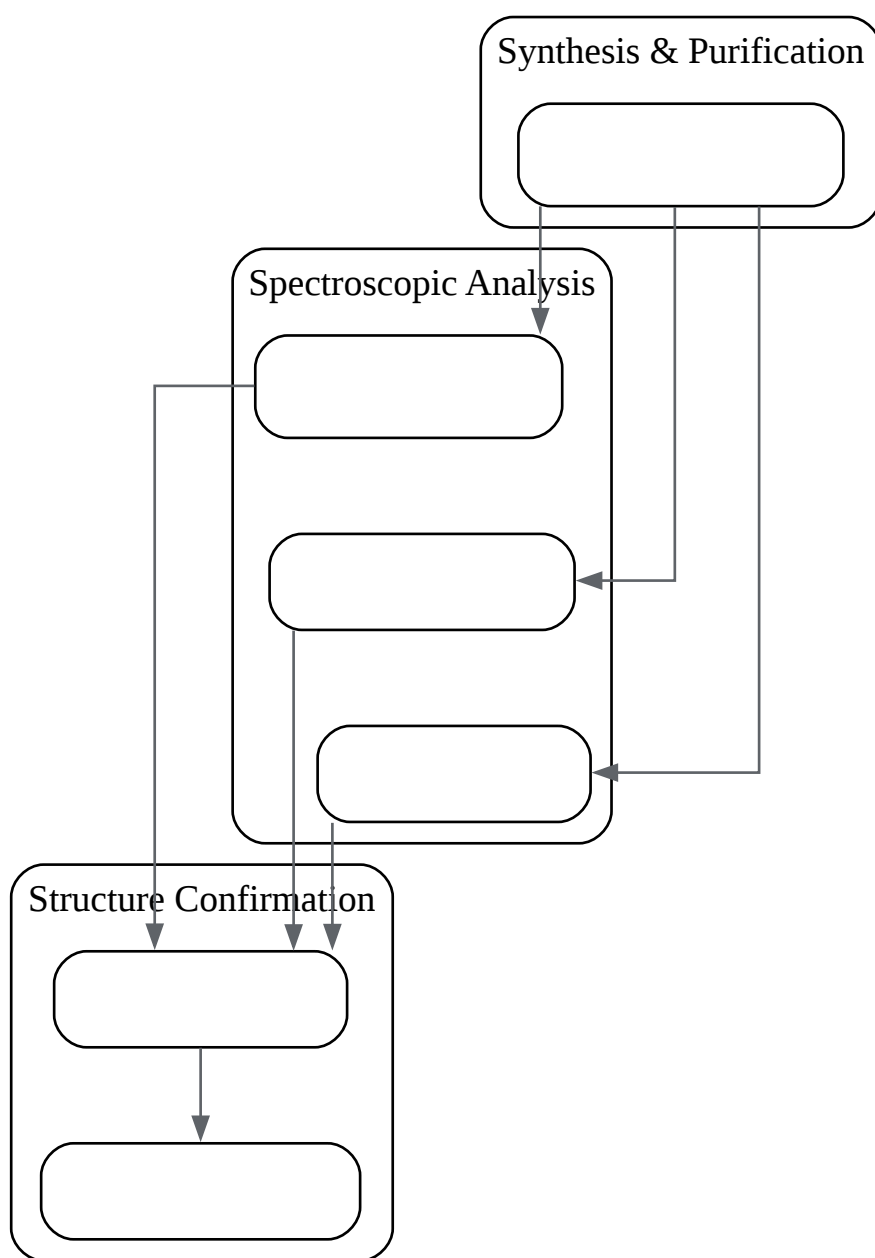 Synthesis & Purification
Spectroscopic Analysis
Structure Confirmation